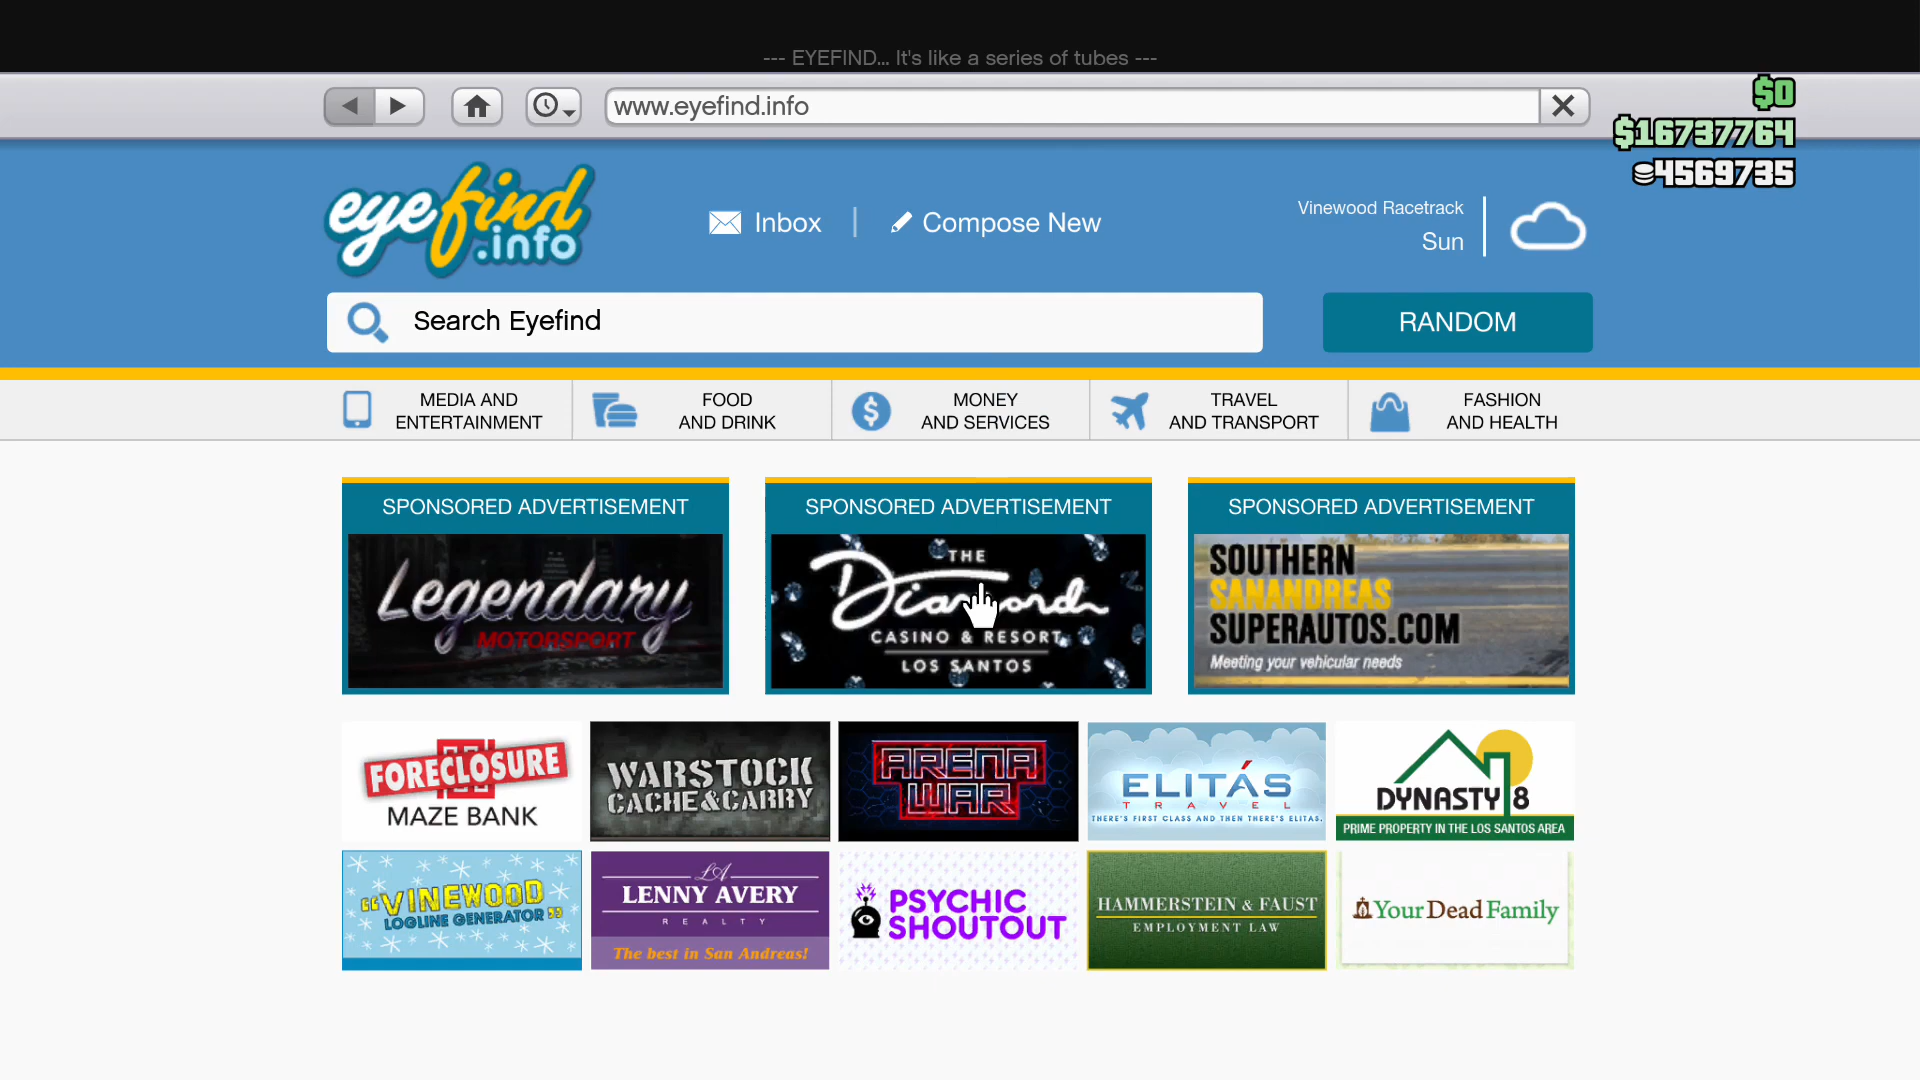 --- EYEFIND... It's like a series of tubes ---
www.eyefind.info
$0
$16737764
4569735
eyefind.info
Inbox
Compose New
Vinewood Racetrack
Sun
Search Eyefind
RANDOM
MEDIA AND
ENTERTAINMENT
FOOD
AND DRINK
MONEY
AND SERVICES
TRAVEL
AND TRANSPORT
FASHION
AND HEALTH
SPONSORED ADVERTISEMENT
Legendary
MOTORSPORT
SPONSORED ADVERTISEMENT
THE
Diamond
CASINO & RESORT
LOS SANTOS
SPONSORED ADVERTISEMENT
SOUTHERN
SANANDREAS
SUPERAUTOS.COM
Meeting your vehicular needs
FORECLOSURE
MAZE BANK
WARSTOCK
CACHE&CARRY
ARENA
WAR
ELITÁS
TRAVEL
THERE'S FIRST CLASS AND THEN THERE'S ELITAS.
DYNASTY 8
PRIME PROPERTY IN THE LOS SANTOS AREA
"VINEWOOD
LOGLINE GENERATOR"
LA
LENNY AVERY
REALTY
The best in San Andreas!
PSYCHIC
SHOUTOUT
HAMMERSTEIN & FAUST
EMPLOYMENT LAW
YourDeadFamily